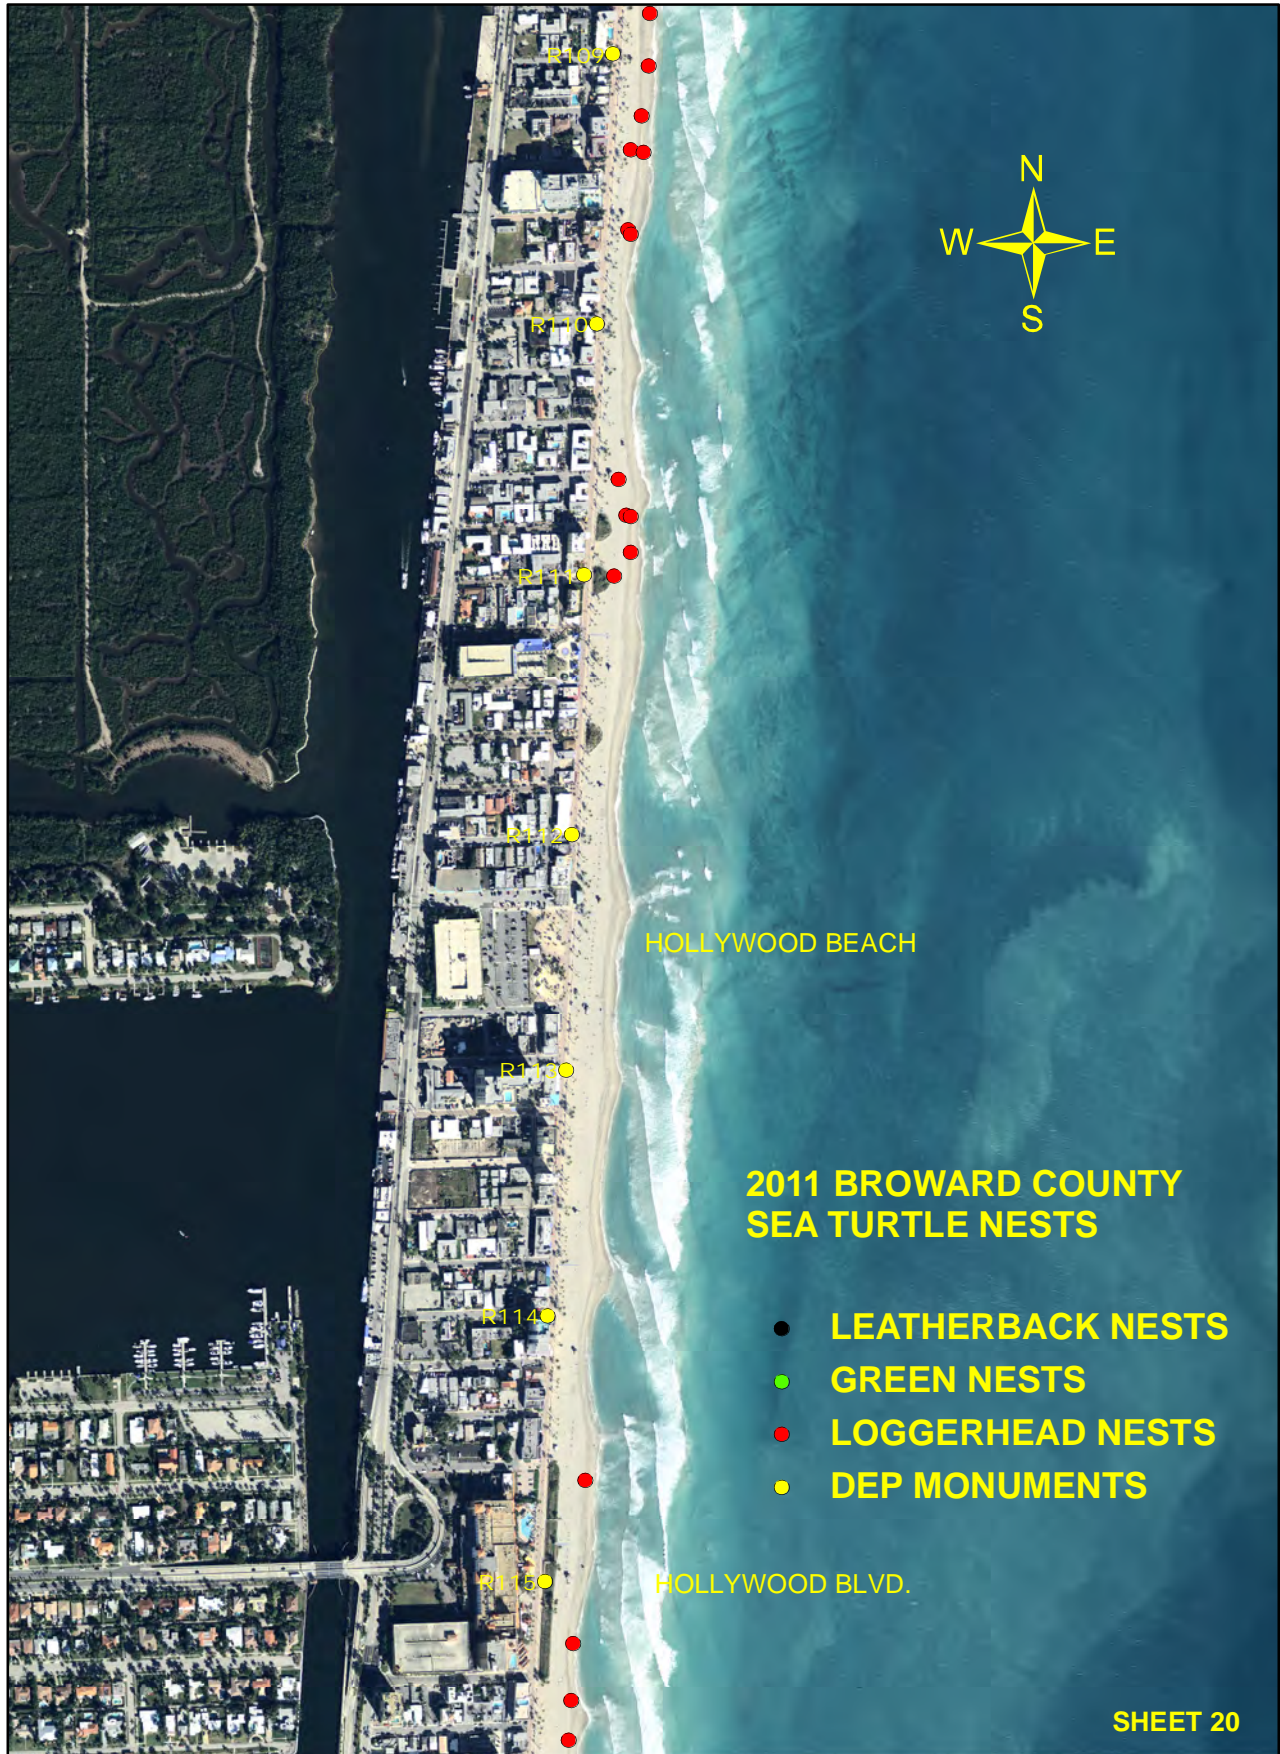 R109
N
W E
S
R110
R111
R112
HOLLYWOOD BEACH
R113
2011 BROWARD COUNTY
SEA TURTLE NESTS
R114
LEATHERBACK NESTS
GREEN NESTS
LOGGERHEAD NESTS
DEP MONUMENTS
R115
HOLLYWOOD BLVD.
SHEET 20